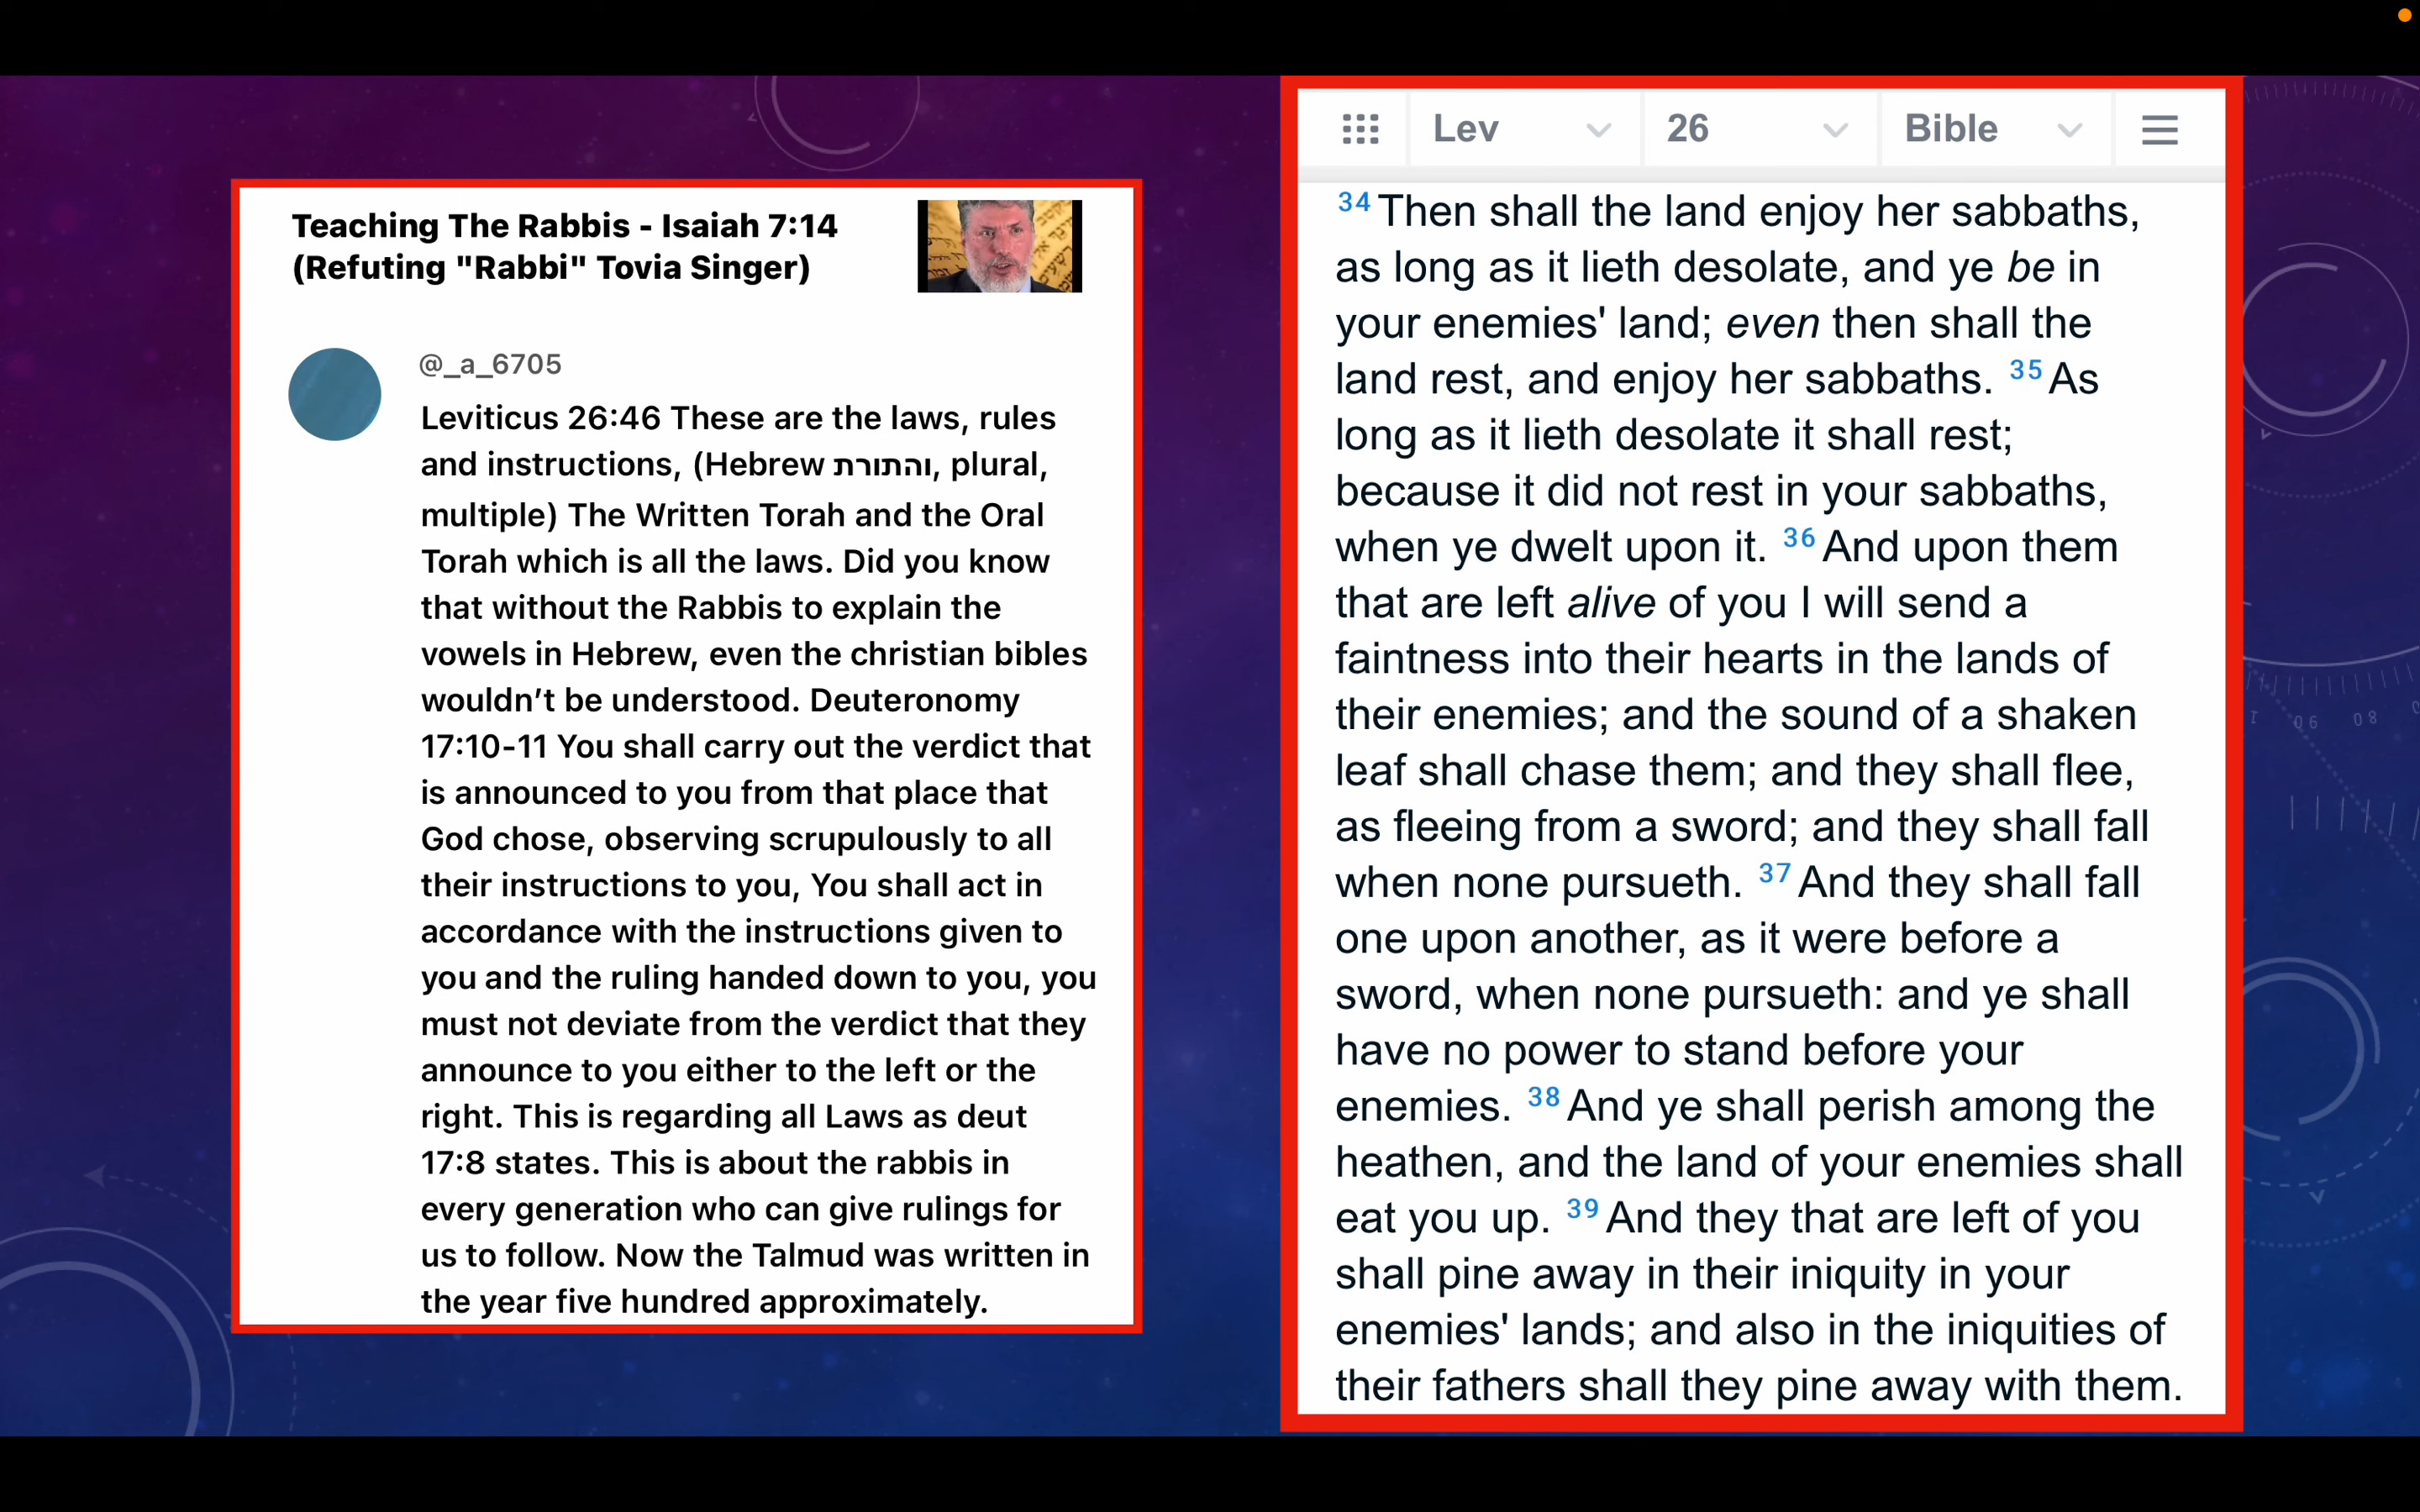 Teaching The Rabbis - Isaiah 7:14
(Refuting "Rabbi" Tovia Singer)
@_a_6705
Leviticus 26:46 These are the laws, rules
and instructions, (Hebrew והתורת, plural,
multiple) The Written Torah and the Oral
Torah which is all the laws. Did you know
that without the Rabbis to explain the
vowels in Hebrew, even the christian bibles
wouldn’t be understood. Deuteronomy
17:10-11 You shall carry out the verdict that
is announced to you from that place that
God chose, observing scrupulously to all
their instructions to you, You shall act in
accordance with the instructions given to
you and the ruling handed down to you, you
must not deviate from the verdict that they
announce to you either to the left or the
right. This is regarding all Laws as deut
17:8 states. This is about the rabbis in
every generation who can give rulings for
us to follow. Now the Talmud was written in
the year five hundred approximately.
Lev 26 Bible
34 Then shall the land enjoy her sabbaths,
as long as it lieth desolate, and ye be in
your enemies' land; even then shall the
land rest, and enjoy her sabbaths. 35 As
long as it lieth desolate it shall rest;
because it did not rest in your sabbaths,
when ye dwelt upon it. 36 And upon them
that are left alive of you I will send a
faintness into their hearts in the lands of
their enemies; and the sound of a shaken
leaf shall chase them; and they shall flee,
as fleeing from a sword; and they shall fall
when none pursueth. 37 And they shall fall
one upon another, as it were before a
sword, when none pursueth: and ye shall
have no power to stand before your
enemies. 38 And ye shall perish among the
heathen, and the land of your enemies shall
eat you up. 39 And they that are left of you
shall pine away in their iniquity in your
enemies' lands; and also in the iniquities of
their fathers shall they pine away with them.